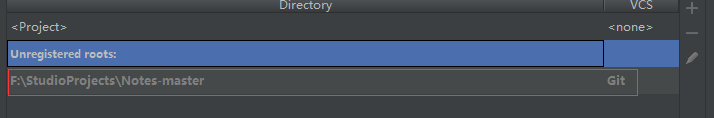 Directory VCS
<Project> <none>
Unregistered roots:
F:\StudioProjects\Notes-master Git